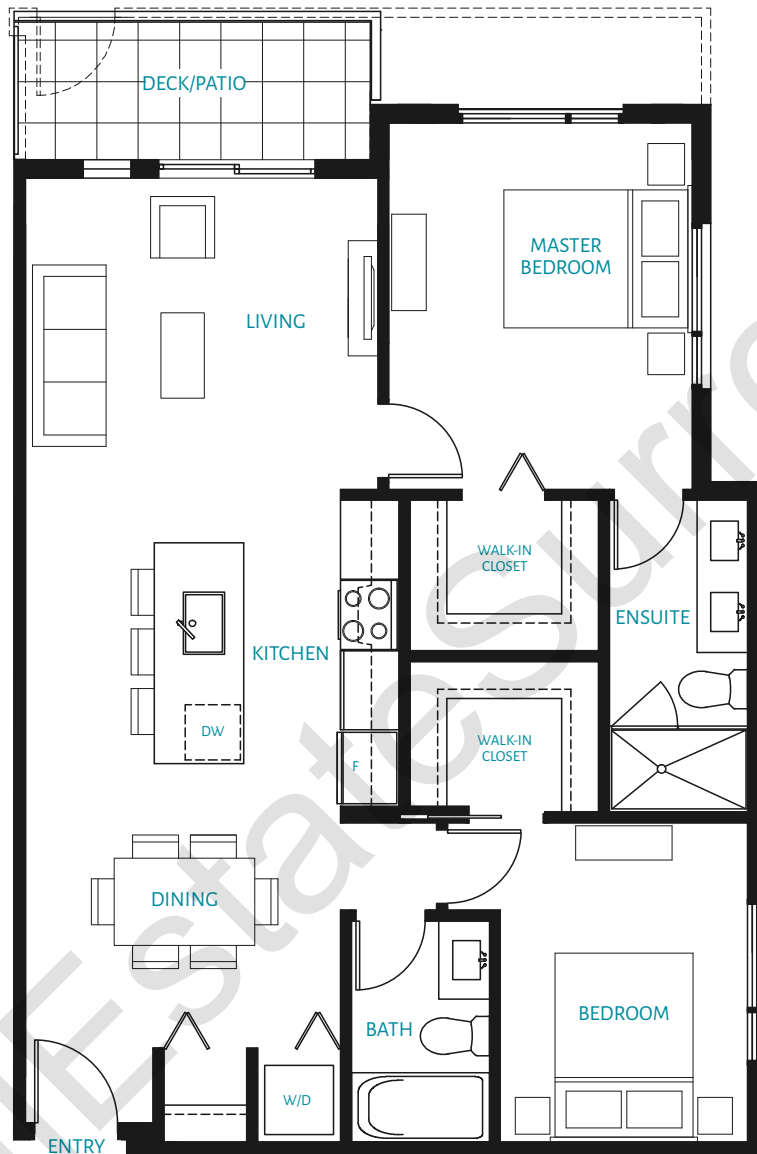 DECK/PATIO
MASTER
BEDROOM
LIVING
WALK-IN
CLOSET
ENSUITE
KITCHEN
DW
WALK-IN
CLOSET
F
DINING
BEDROOM
BATH
W/D
ENTRY